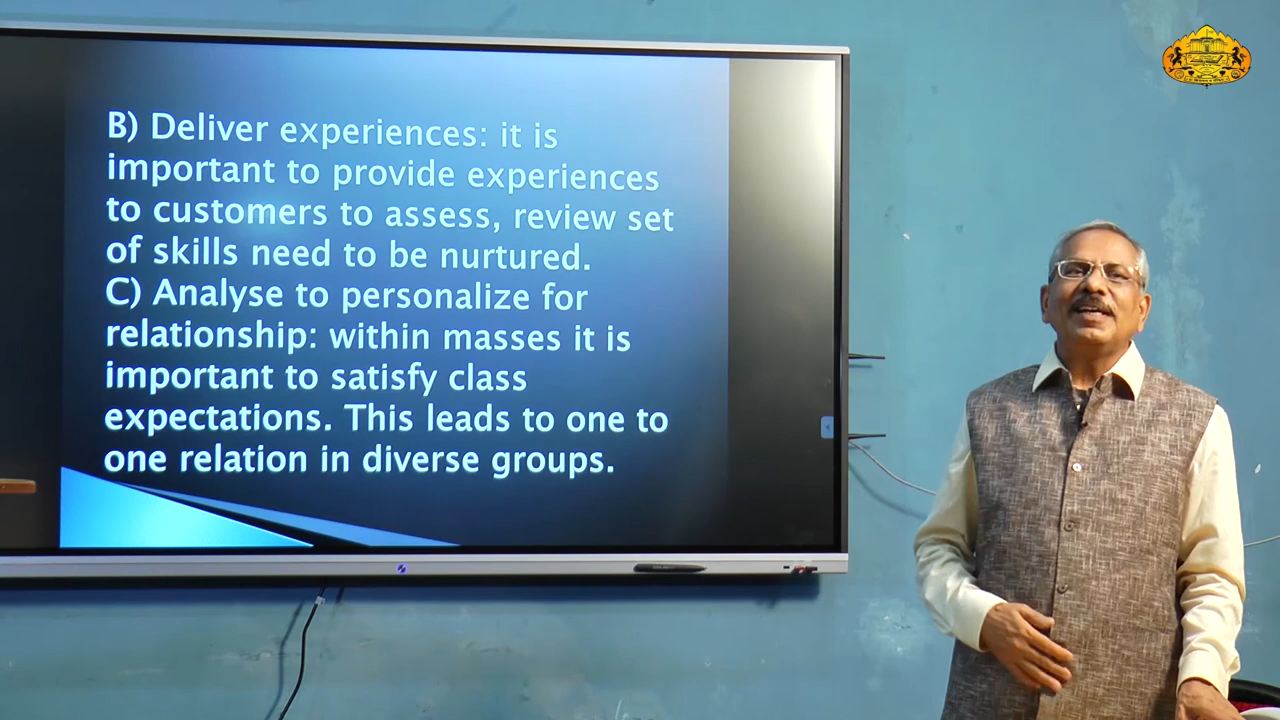 B) Deliver experiences: it is
important to provide experiences
to customers to assess, review set
of skills need to be nurtured.
C) Analyse to personalize for
relationship: within masses it is
important to satisfy class
expectations. This leads to one to
one relation in diverse groups.